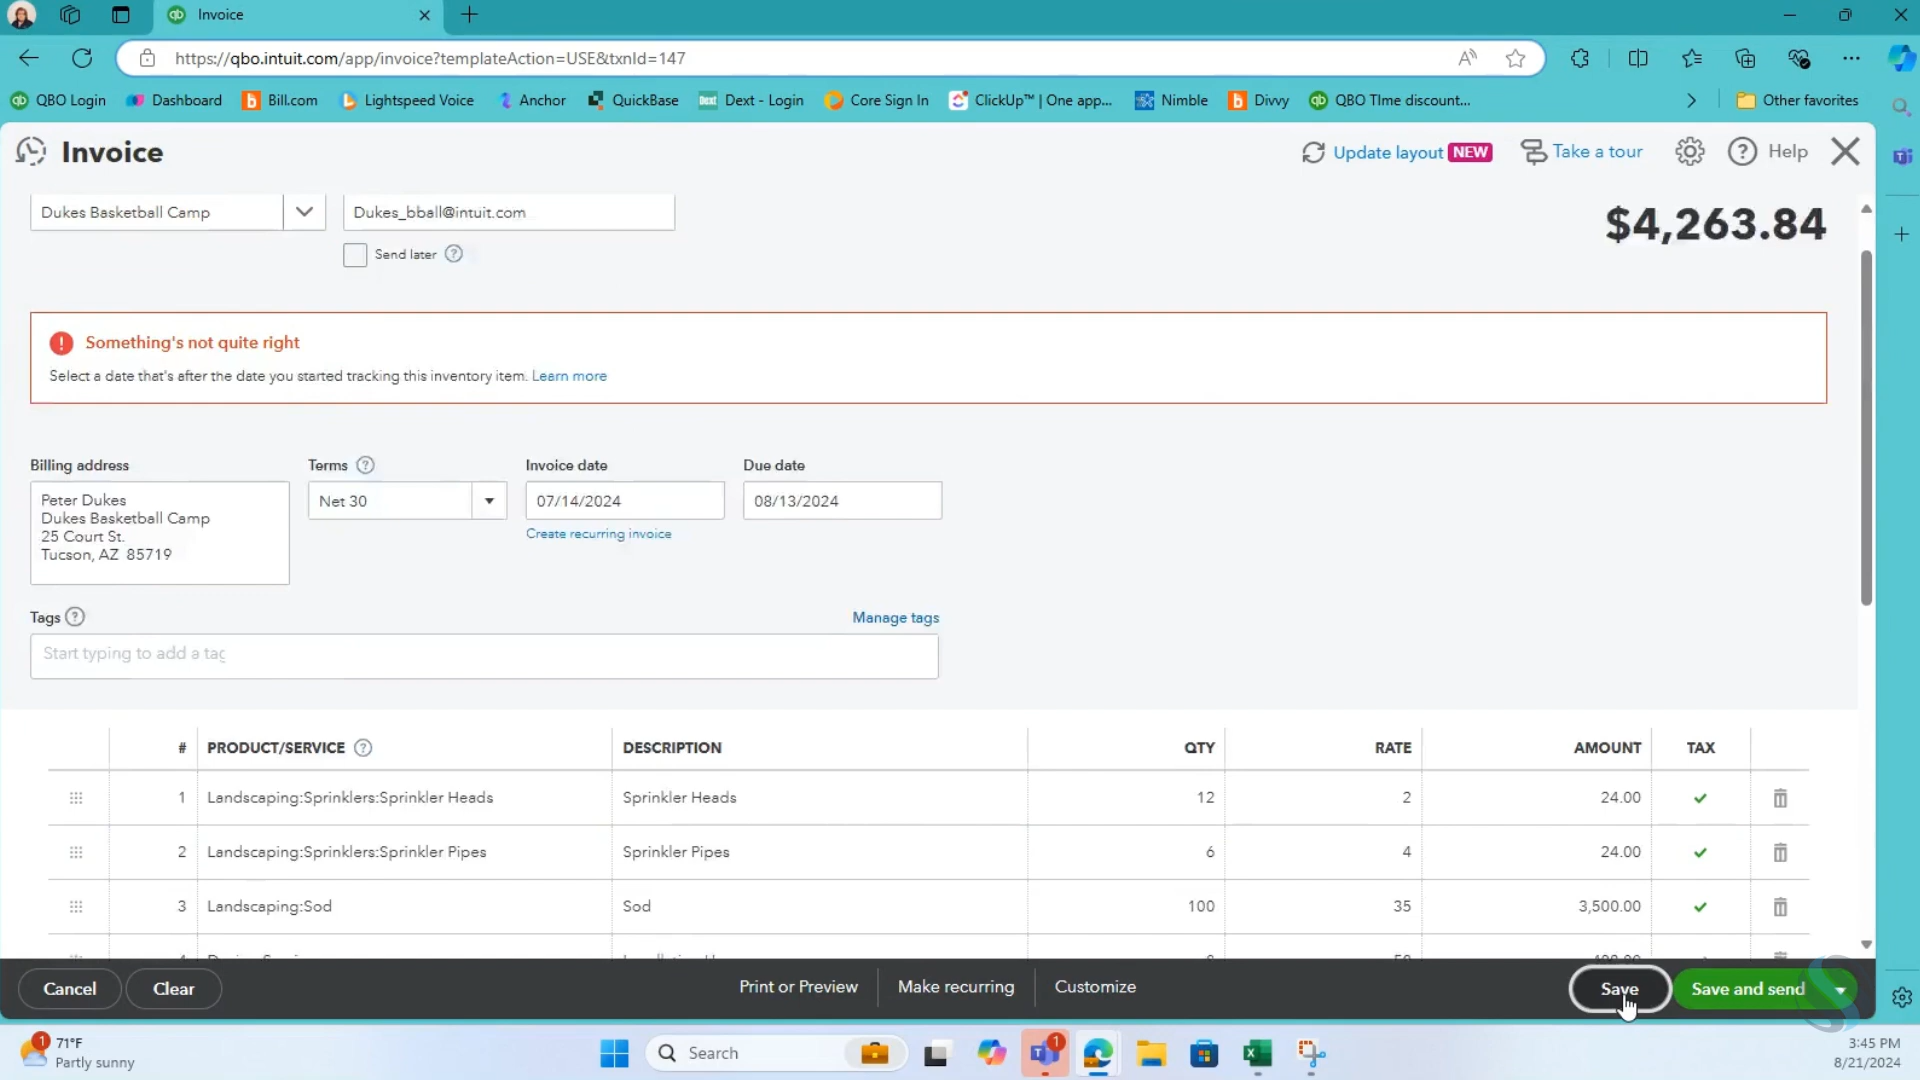 Invoice
https://qbo.intuit.com/app/invoice?templateAction=USE&txnId=147
QBO Login Dashboard Bill.com Lightspeed Voice Anchor QuickBase Dext - Login Core Sign In ClickUp™ | One app... Nimble Divvy QBO TIme discount... Other favorites
Invoice Update layout NEW Take a tour Help
Dukes Basketball Camp Dukes_bball@intuit.com $4,263.84
Send later
Something's not quite right
Select a date that's after the date you started tracking this inventory item. Learn more
Billing address Terms Invoice date Due date
Peter Dukes
Dukes Basketball Camp
25 Court St.
Tucson, AZ 85719
Net 30 07/14/2024 08/13/2024
Create recurring invoice
Tags Manage tags
Start typing to add a tag
# PRODUCT/SERVICE DESCRIPTION QTY RATE AMOUNT TAX
1 Landscaping:Sprinklers:Sprinkler Heads Sprinkler Heads 12 2 24.00
2 Landscaping:Sprinklers:Sprinkler Pipes Sprinkler Pipes 6 4 24.00
3 Landscaping:Sod Sod 100 35 3,500.00
Cancel Clear Print or Preview Make recurring Customize Save Save and send
1 71°F
Partly sunny
Search
1
3:45 PM
8/21/2024